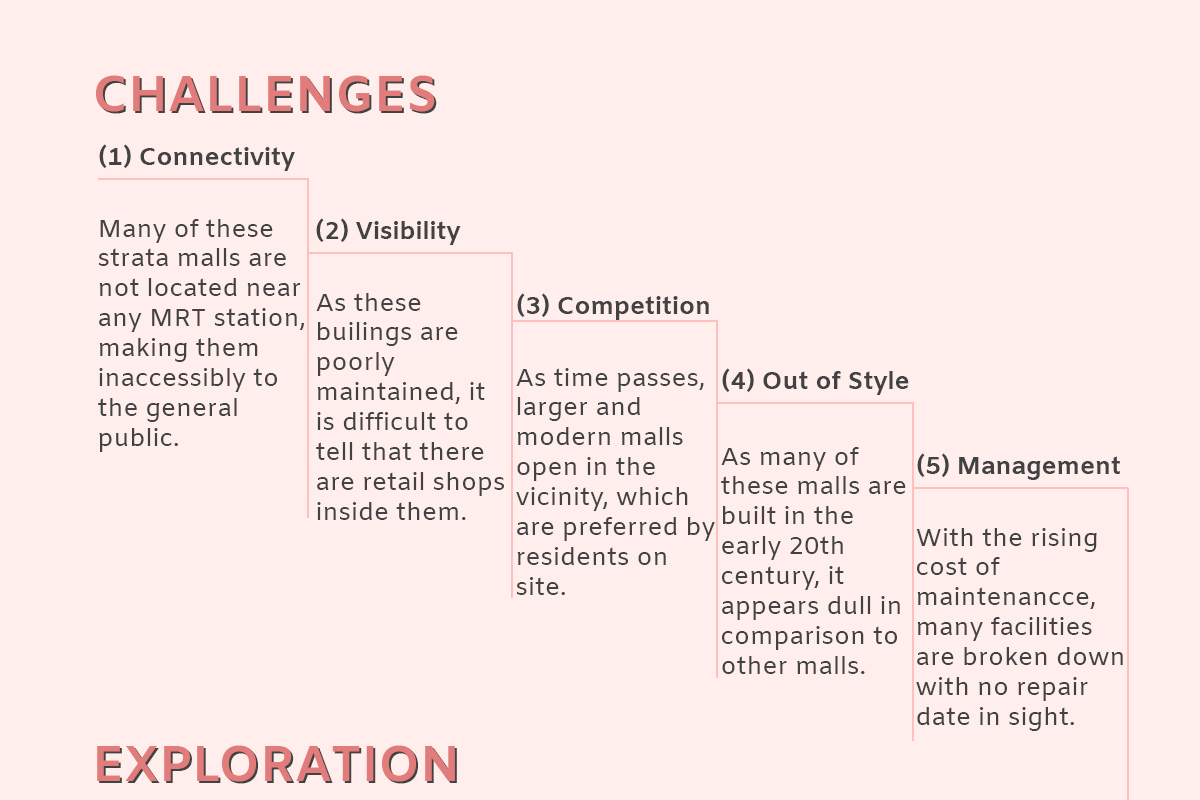 CHALLENGES
(1) Connectivity
Many of these
strata malls are
not located near
any MRT station,
making them
inaccessibly to
the general
public.
(2) Visibility
As these
builings are
poorly
maintained, it
is difficult to
tell that there
are retail shops
inside them.
(3) Competition
As time passes,
larger and
modern malls
open in the
vicinity, which
are preferred by
residents on
site.
(4) Out of Style
As many of
these malls are
built in the
early 20th
century, it
appears dull in
comparison to
other malls.
(5) Management
With the rising
cost of
maintenancce,
many facilities
are broken down
with no repair
date in sight.
EXPLORATION